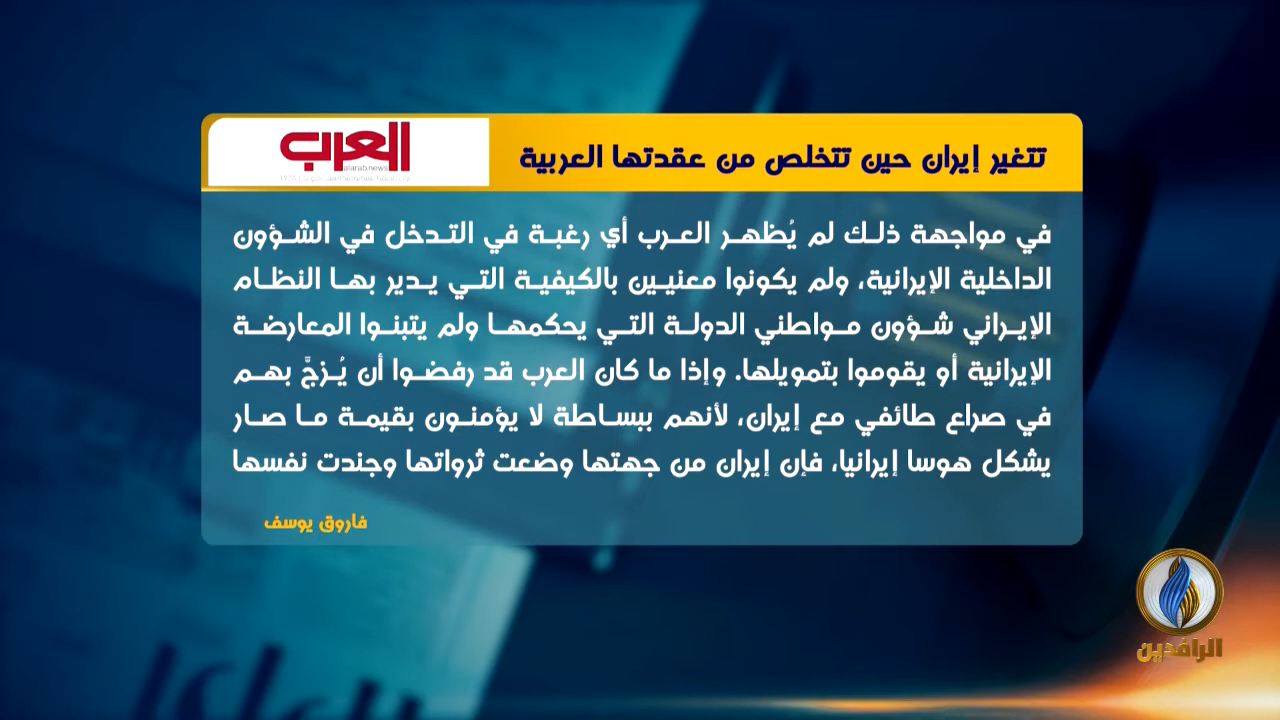 تتغير إيران حين تتخلص من عقدتها العربية
العرب
alarab.news
في مواجهة ذلك لم يُظهر العرب أي رغبة في التدخل في الشؤون
الداخلية الإيرانية، ولم يكونوا معنيين بالكيفية التي يدير بها النظام
الإيراني شؤون مواطني الدولة التي يحكمها ولم يتبنوا المعارضة
الإيرانية أو يقوموا بتمويلها. وإذا ما كان العرب قد رفضوا أن يُزجَّ بهم
في صراع طائفي مع إيران، لأنهم ببساطة لا يؤمنون بقيمة ما صار
يشكل هوسا إيرانيا، فإن إيران من جهتها وضعت ثرواتها وجندت نفسها
فاروق يوسف
الرافدين